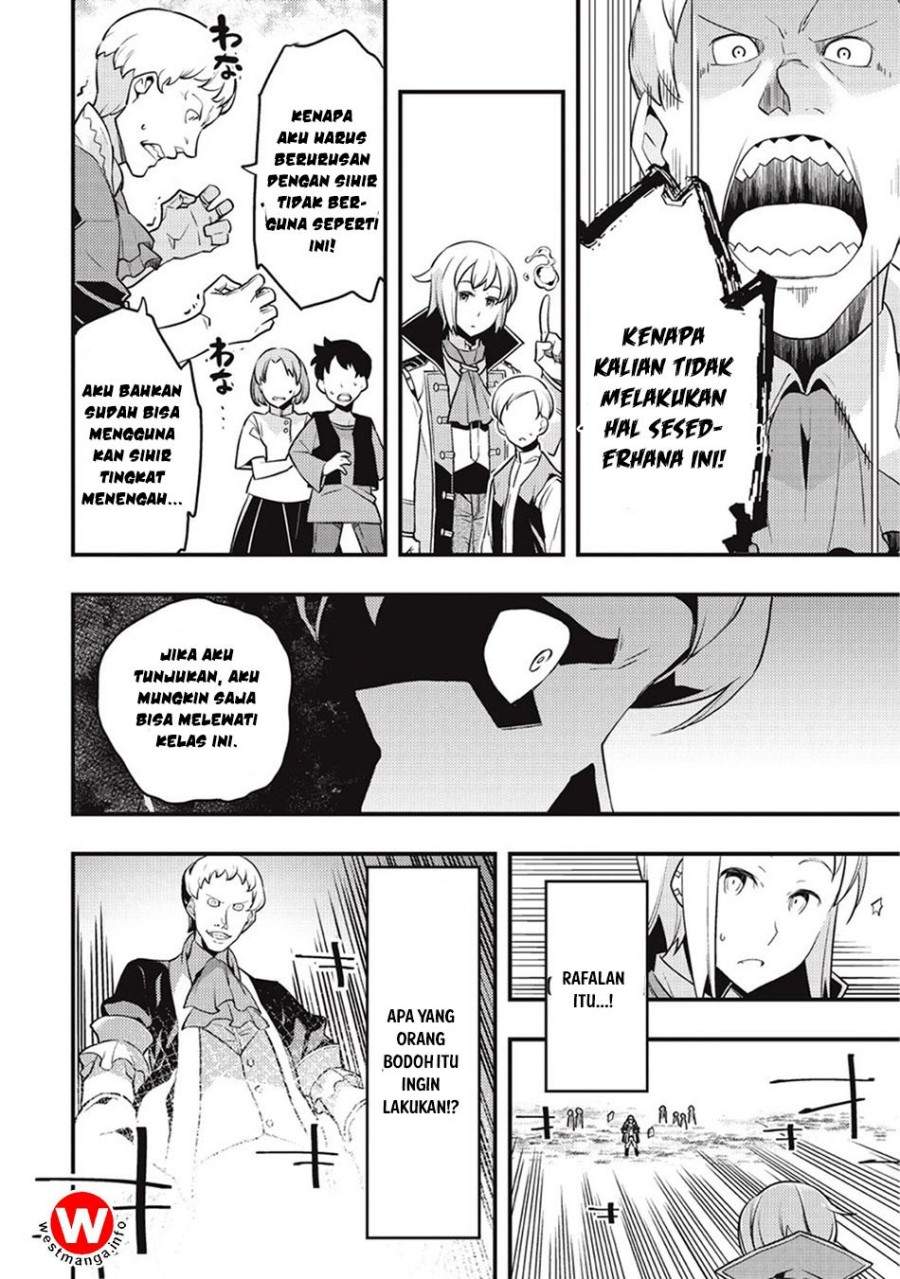 KENAPA
KALIAN TIDAK
MELAKUKAN
HAL SESED-
ERHANA INI!
わな
KENAPA
AKU HARUS
BERURUSAN
DENGAN SIHIR
TIDAK BER-
GUNA SEPERTI
INI!
わな
AKU BAHKAN
SUDAH BISA
MENGGUNA
KAN SIHIR
TINGKAT
MENENGAH...
JIKA AKU
TUNJUKAN, AKU
MUNGKIN SAJA
BISA MELEWATI
KELAS INI.
RAFALAN
ITU...!
APA YANG
ORANG
BODOH ITU
INGIN
LAKUKAN!?
W
westmanga.info